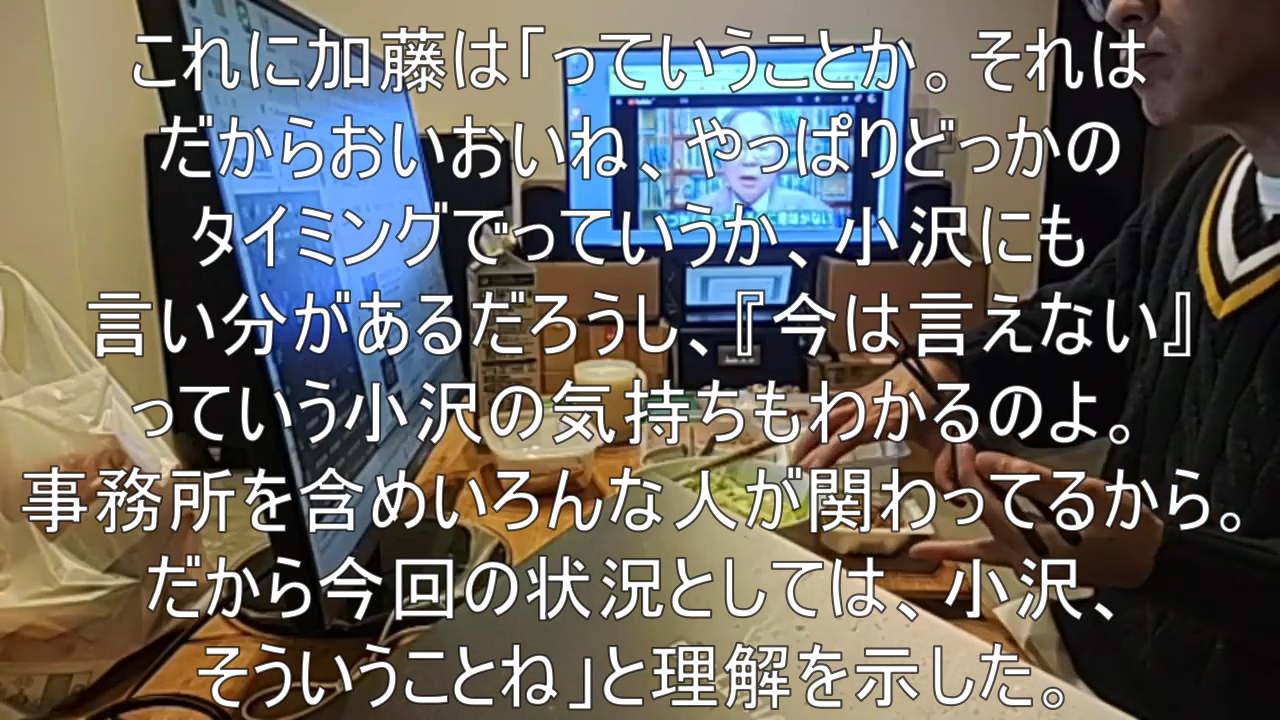 これに加藤は「っていうことか。それは
だからおいおいね、やっぱりどっかの
タイミングでっていうか、小沢にも
言い分があるだろうし、『今は言えない』
っていう小沢の気持ちもわかるのよ。
事務所を含めいろんな人が関わってるから。
だから今回の状況としては、小沢、
そういうことね」と理解を示した。